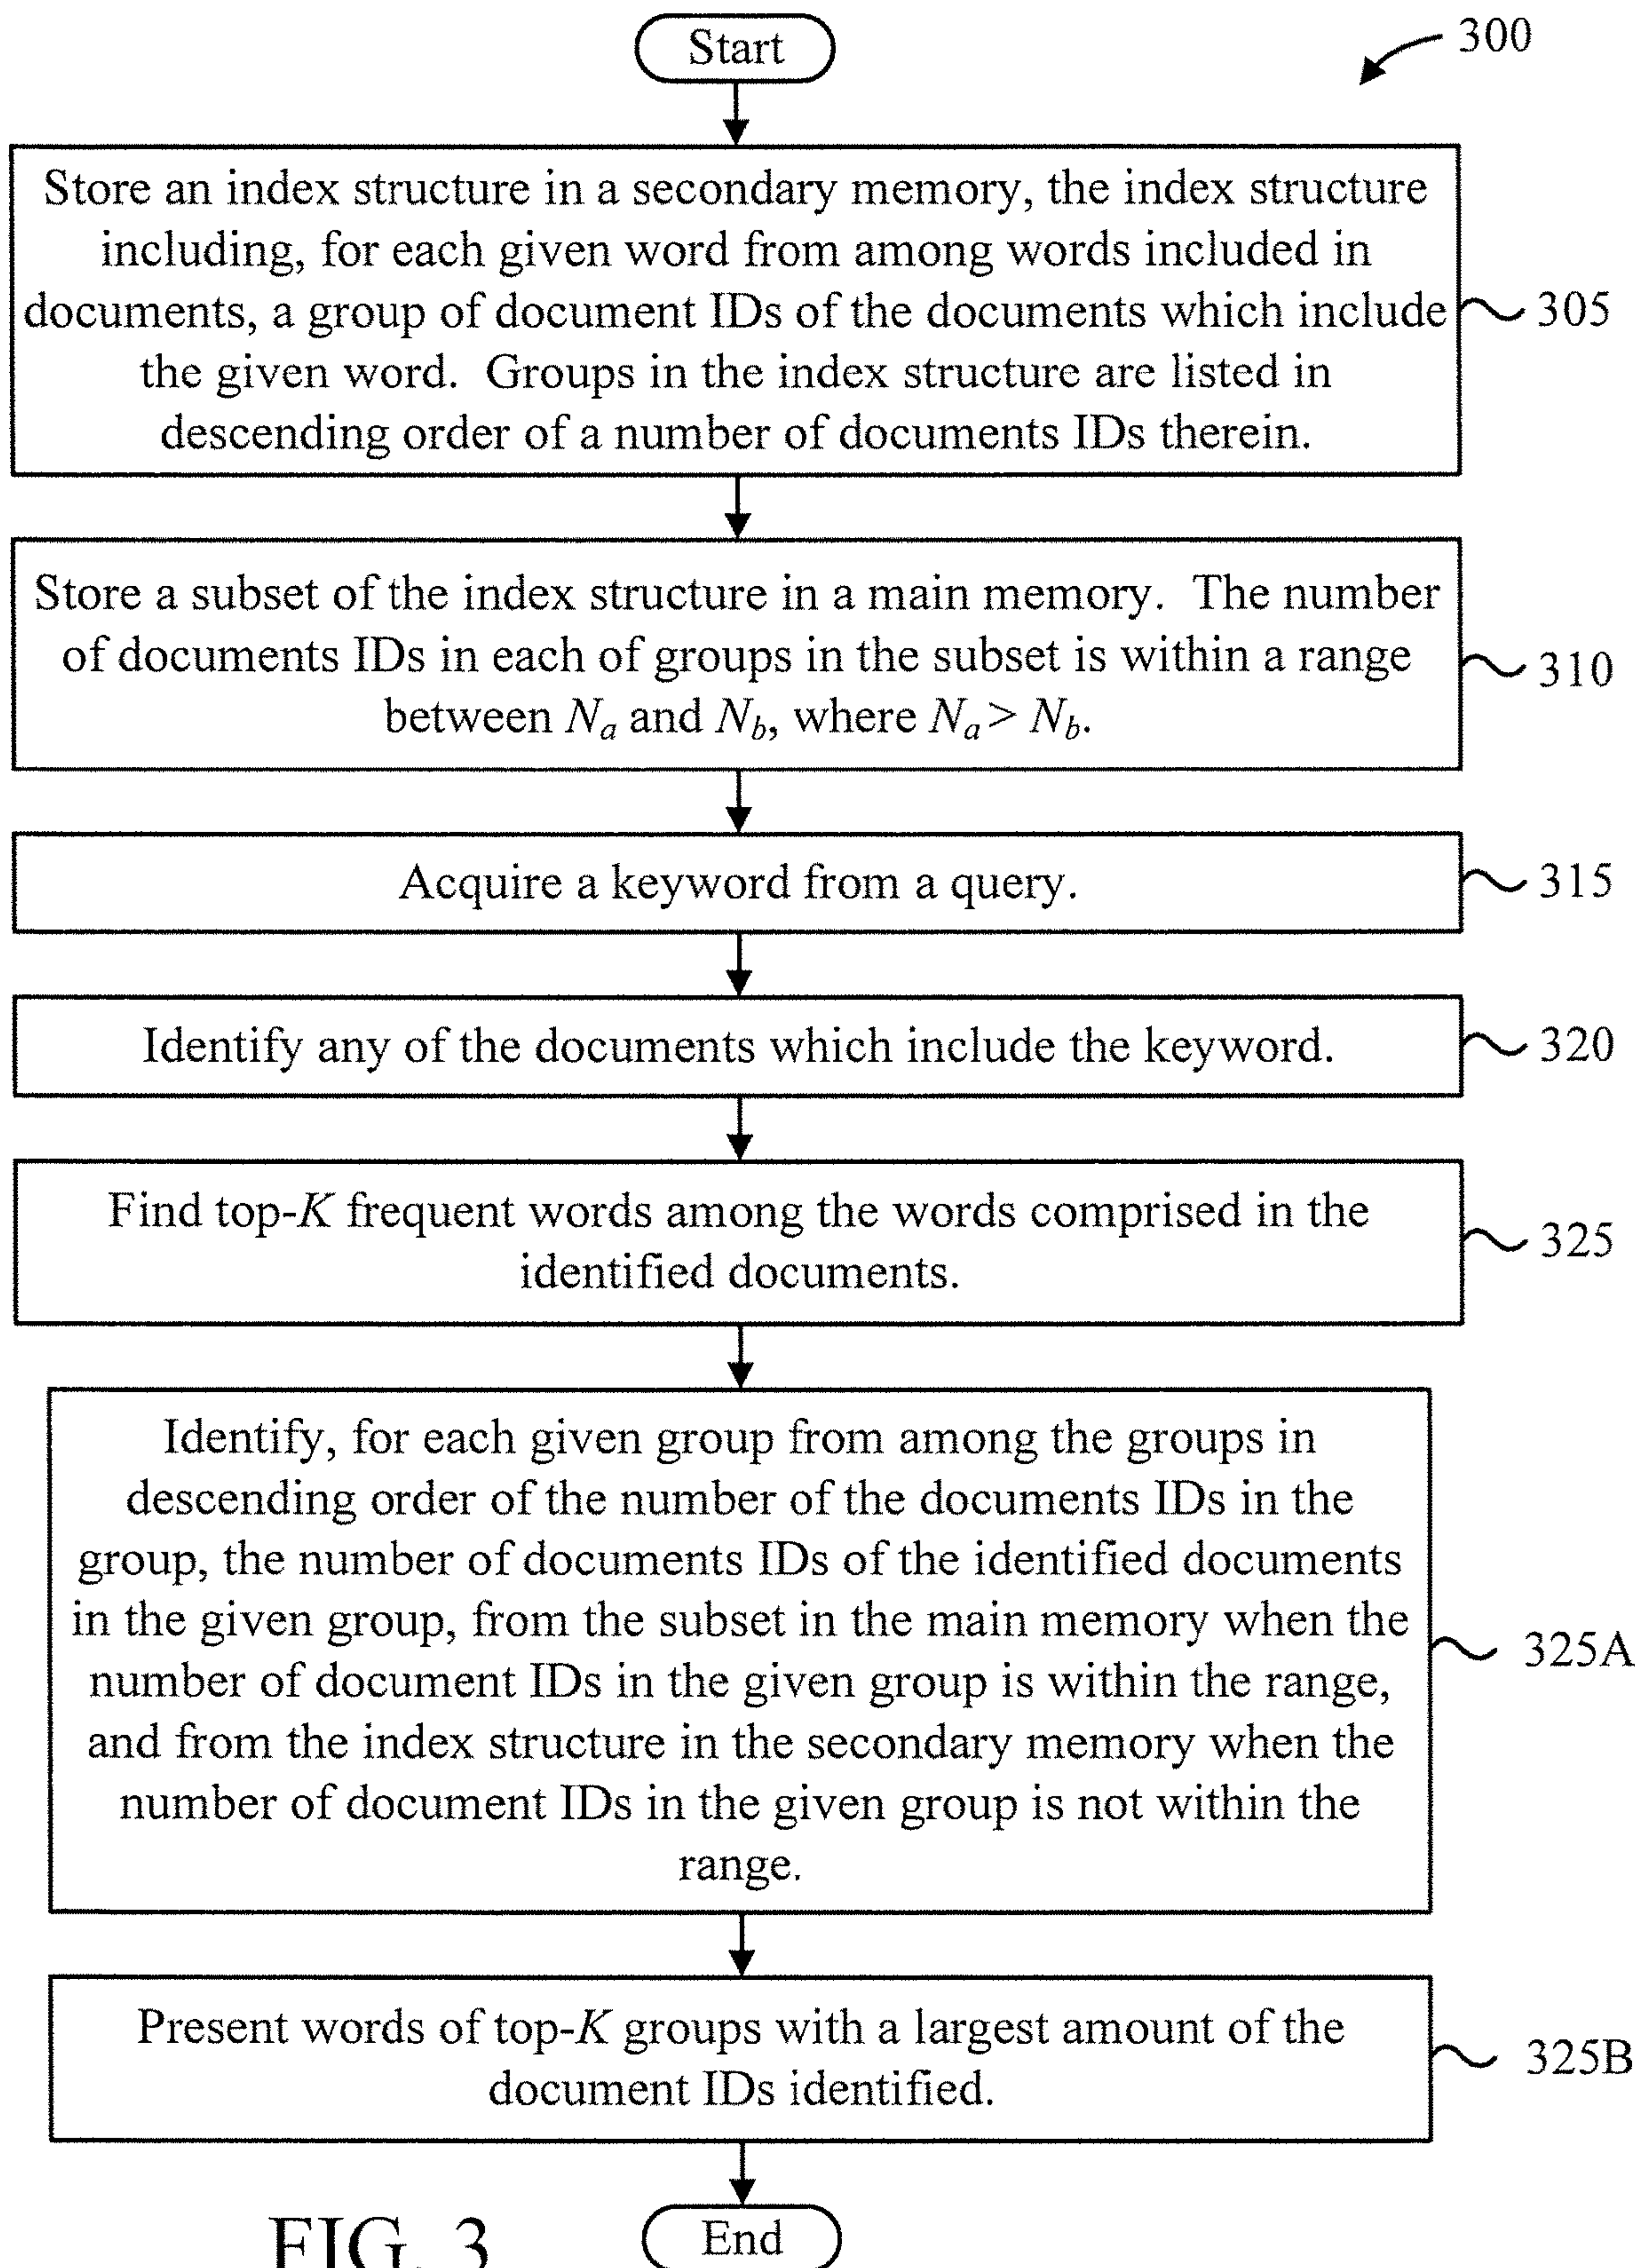 Start
300
Store an index structure in a secondary memory, the index structure
including, for each given word from among words included in
documents, a group of document IDs of the documents which include
the given word.  Groups in the index structure are listed in
descending order of a number of documents IDs therein.
305
Store a subset of the index structure in a main memory.  The number
of documents IDs in each of groups in the subset is within a range
between Na and Nb, where Na > Nb.
310
Acquire a keyword from a query.
315
Identify any of the documents which include the keyword.
320
Find top-K frequent words among the words comprised in the
identified documents.
325
Identify, for each given group from among the groups in
descending order of the number of the documents IDs in the
group, the number of documents IDs of the identified documents
in the given group, from the subset in the main memory when the
number of document IDs in the given group is within the range,
and from the index structure in the secondary memory when the
number of document IDs in the given group is not within the
range.
325A
Present words of top-K groups with a largest amount of the
document IDs identified.
325B
End
FIG. 3